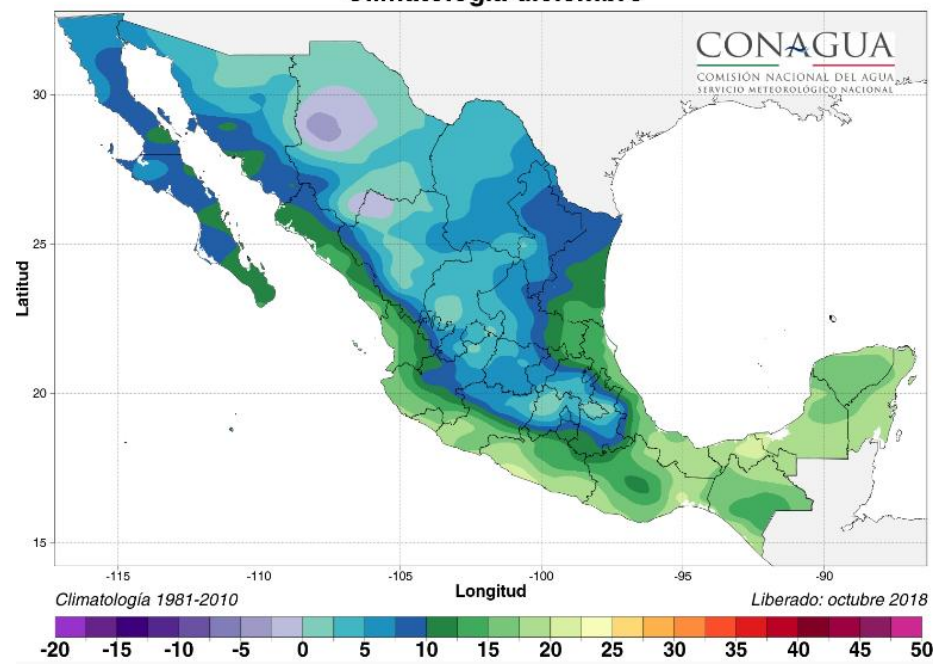 CONAGUA
COMISIÓN NACIONAL DEL AGUA
SERVICIO METEOROLÓGICO NACIONAL
30
25
20
15
Latitud
-115 -110 -105 -100 -95 -90
Longitud
Climatología 1981-2010 Liberado: octubre 2018
-20 -15 -10 -5 0 5 10 15 20 25 30 35 40 45 50